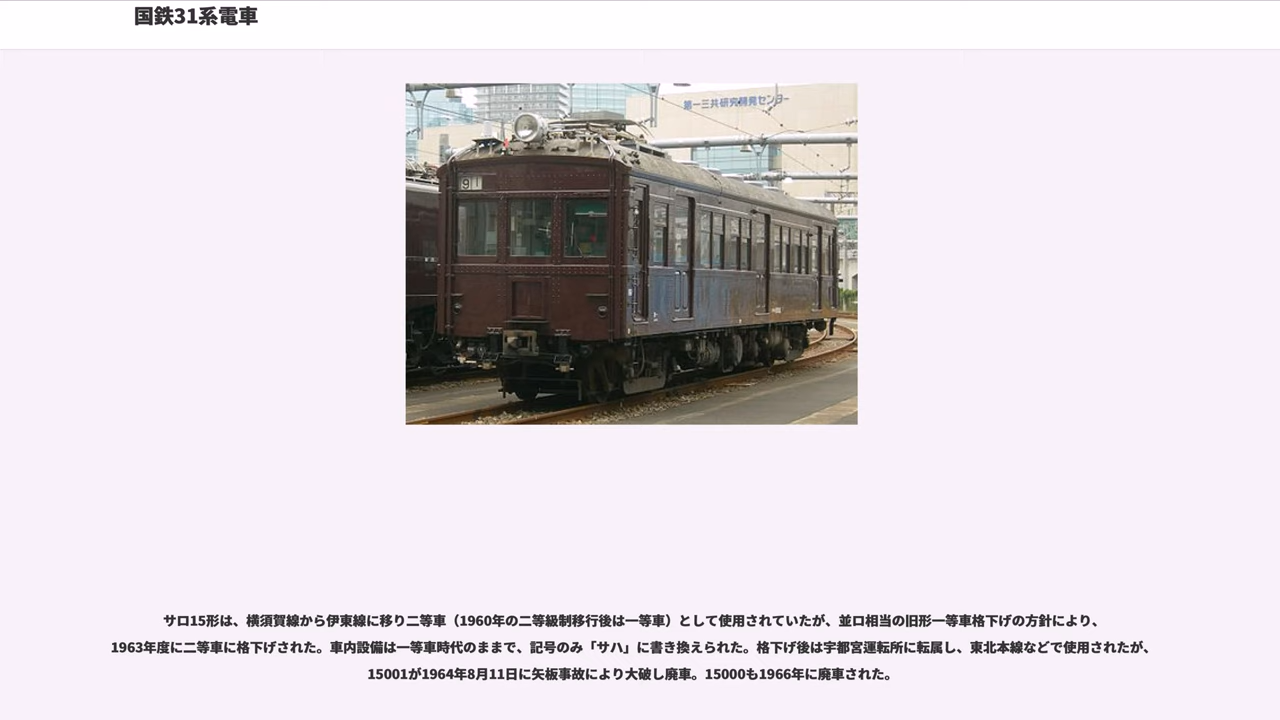 国鉄31系電車
第一三共研究開発センター
91
サロ15形は、横須賀線から伊東線に移り二等車（1960年の二等級制移行後は一等車）として使用されていたが、並ロ相当の旧形一等車格下げの方針により、
1963年度に二等車に格下げされた。車内設備は一等車時代のままで、記号のみ「サハ」に書き換えられた。格下げ後は宇都宮運転所に転属し、東北本線などで使用されたが、
15001が1964年8月11日に矢板事故により大破し廃車。15000も1966年に廃車された。